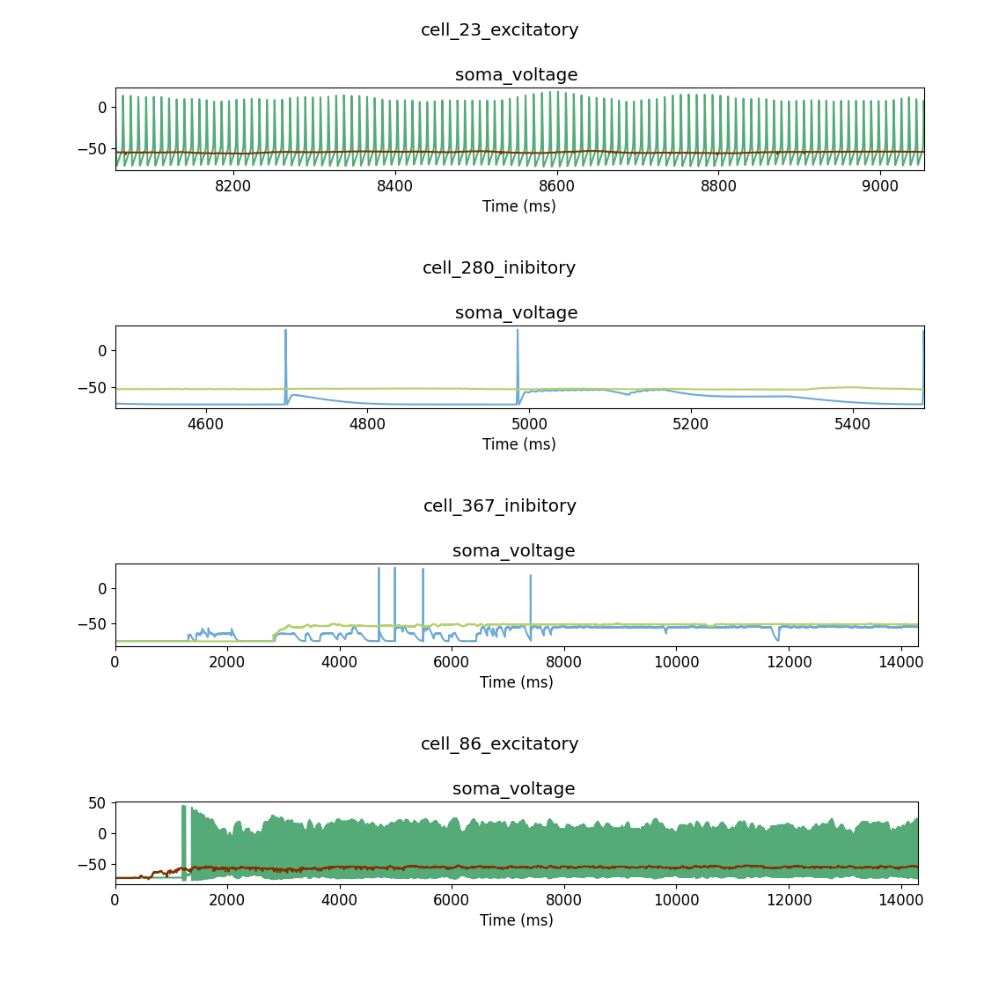 cell_23_excitatory
soma_voltage
0
−50
8200 8400 8600 8800 9000
Time (ms)
cell_280_inibitory
soma_voltage
0
−50
4600 4800 5000 5200 5400
Time (ms)
cell_367_inibitory
soma_voltage
0
−50
0 2000 4000 6000 8000 10000 12000 14000
Time (ms)
cell_86_excitatory
soma_voltage
50
0
−50
0 2000 4000 6000 8000 10000 12000 14000
Time (ms)